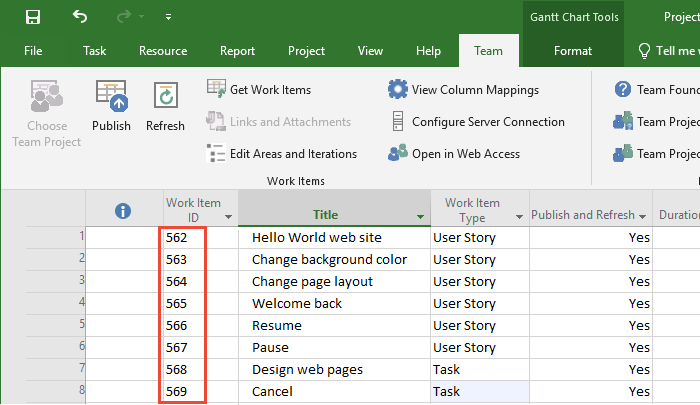 Gantt Chart Tools Project
File Task Resource Report Project View Help Team Format Tell me w
Choose Team Project
Publish
Refresh
Get Work Items
Links and Attachments
Edit Areas and Iterations
View Column Mappings
Configure Server Connection
Open in Web Access
Team Foun
Team Projec
Team Projec
Work Items
Work Item ID Title Work Item Type Publish and Refresh Duration
1 562 Hello World web site User Story Yes
2 563 Change background color User Story Yes
3 564 Change page layout User Story Yes
4 565 Welcome back User Story Yes
5 566 Resume User Story Yes
6 567 Pause User Story Yes
7 568 Design web pages Task Yes
8 569 Cancel Task Yes